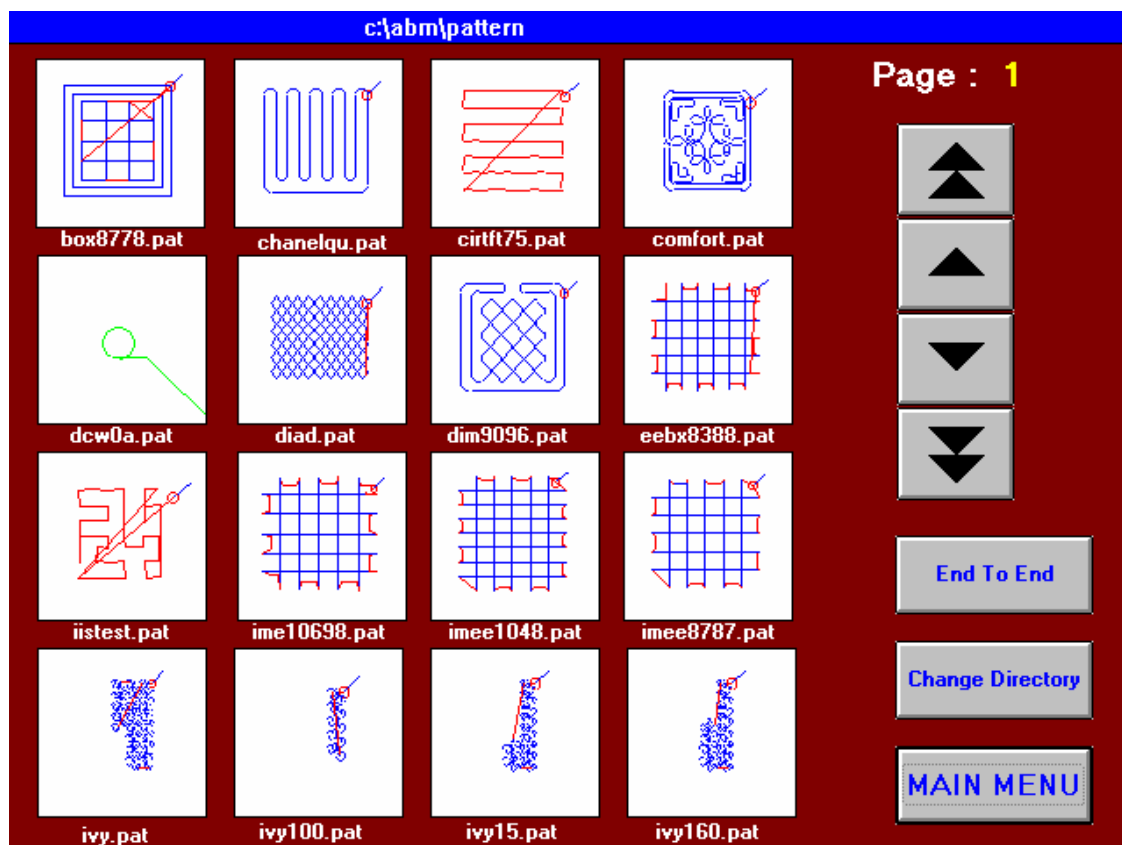 c:\abm\pattern
Page : 1
box8778.pat
chanelqu.pat
cirtft75.pat
comfort.pat
dcw0a.pat
diad.pat
dim9096.pat
eebx8388.pat
iistest.pat
ime10698.pat
imee1048.pat
imee8787.pat
ivy.pat
ivy100.pat
ivy15.pat
ivy160.pat
End To End
Change Directory
MAIN MENU